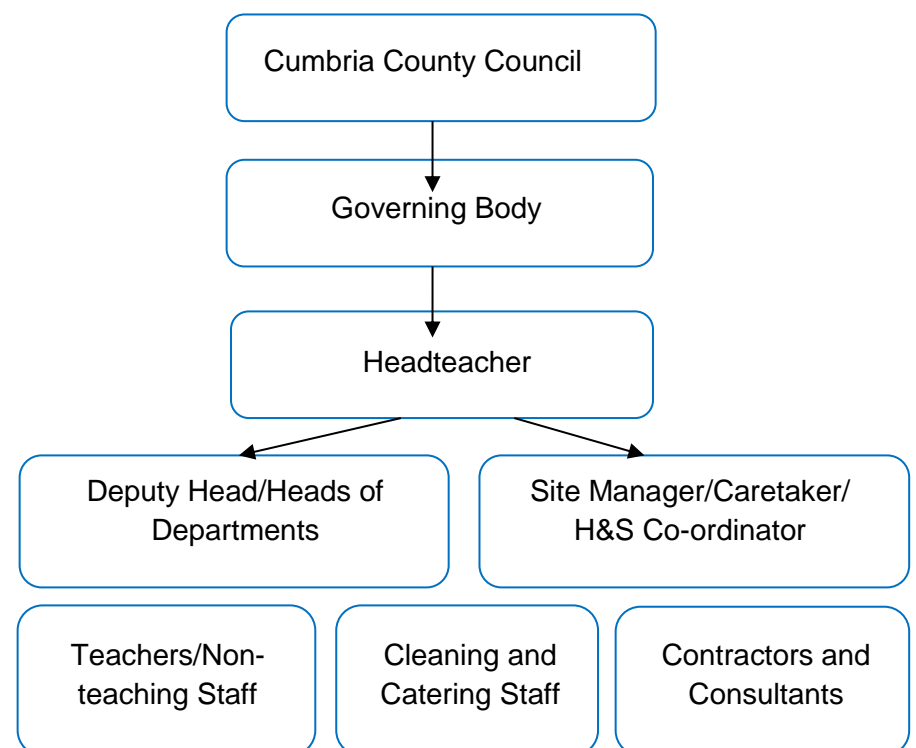 Cumbria County Council
Governing Body
Headteacher
Deputy Head/Heads of
Departments
Site Manager/Caretaker/
H&S Co-ordinator
Teachers/Non-
teaching Staff
Cleaning and
Catering Staff
Contractors and
Consultants